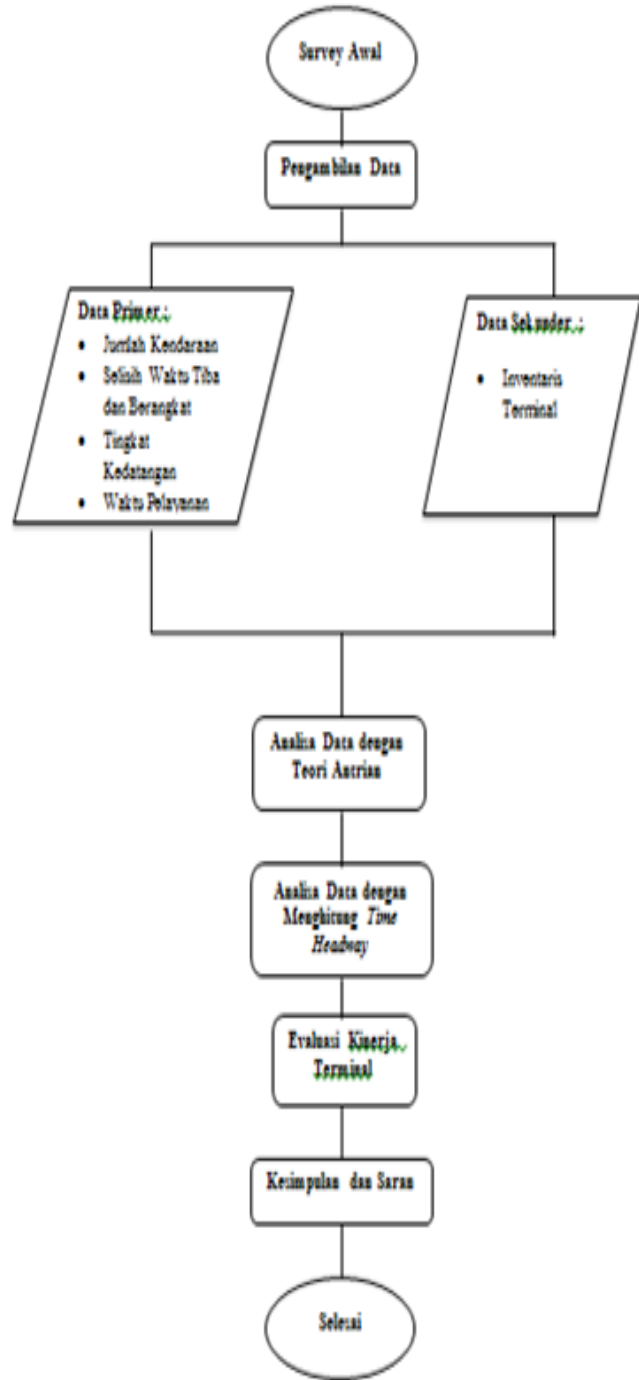 Survey Awal
Pengambilan Data
Data Primer :
• Jumlah Kendaraan
• Selisih Waktu Tiba
dan Berangkat
• Tingkat
Kedatangan
• Waktu Pelayanan
Data Sekunder :
• Inventaris
Terminal
Analisa Data dengan
Teori Antrian
Analisa Data dengan
Menghitung Time
Headway
Evaluasi Kinerja
Terminal
Kesimpulan dan Saran
Selesai